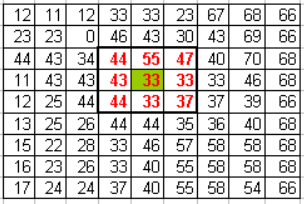 12 11 12 33 33 23 67 68 66
23 23 0 46 43 30 43 69 66
44 43 34 44 55 47 40 70 68
11 43 43 43 33 33 33 46 68
12 25 44 44 33 37 37 39 66
13 25 26 44 44 35 36 40 68
15 22 28 33 46 57 58 58 68
16 23 26 33 40 55 58 58 68
17 24 24 37 40 55 58 54 66